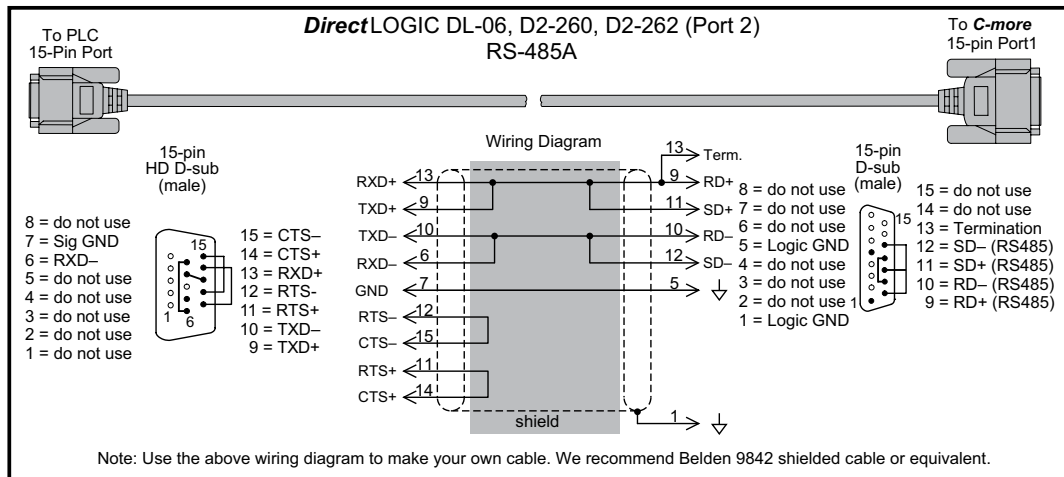 DirectLOGIC DL-06, D2-260, D2-262 (Port 2)
RS-485A
To PLC
15-Pin Port
To C-more
15-pin Port1
15-pin
HD D-sub
(male)
8 = do not use
7 = Sig GND
6 = RXD–
5 = do not use
4 = do not use
3 = do not use
2 = do not use
1 = do not use
15
1
6
15 = CTS–
14 = CTS+
13 = RXD+
12 = RTS-
11 = RTS+
10 = TXD–
9 = TXD+
Wiring Diagram
13 Term.
RXD+ 13 9 RD+
TXD+ 9 11 SD+
TXD– 10 10 RD–
RXD– 6 12 SD–
GND 7 5
RTS– 12
CTS– 15
RTS+ 11
CTS+ 14
shield
1
8 = do not use
7 = do not use
6 = do not use
5 = Logic GND
4 = do not use
3 = do not use
2 = do not use
1 = Logic GND
15-pin
D-sub
(male)
15
1
15 = do not use
14 = do not use
13 = Termination
12 = SD– (RS485)
11 = SD+ (RS485)
10 = RD– (RS485)
9 = RD+ (RS485)
Note: Use the above wiring diagram to make your own cable. We recommend Belden 9842 shielded cable or equivalent.